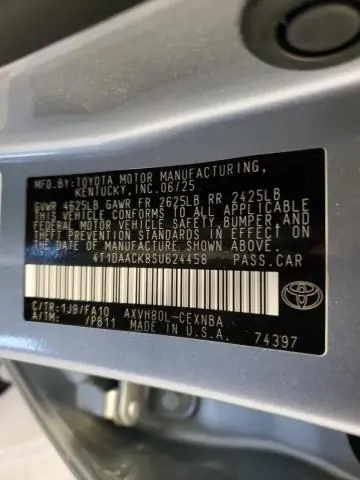 MFD.BY:TOYOTA MOTOR MANUFACTURING,
KENTUCKY, INC.06/25
GVWR 4625LB GAWR FR 2625LB RR 2425LB
THIS VEHICLE CONFORMS TO ALL APPLICABLE
FEDERAL MOTOR VEHICLE SAFETY, BUMPER AND
THEFT PREVENTION STANDARDS IN EFFECT ON
THE DATE OF MANUFACTURE SHOWN ABOVE.
4T1DAACK8SU624458 PASS.CAR
C/TR:1J9/FA10 AXVH80L-CEXNBA
A/TM: /PB11 MADE IN U.S.A.
TOYOTA
74397